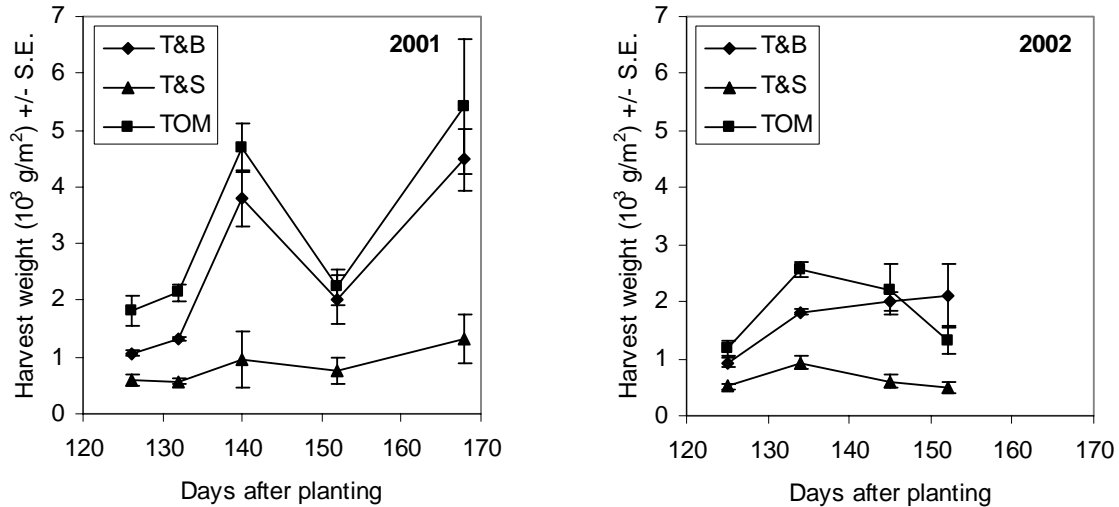 Harvest weight (10³ g/m²) +/- S.E.
7
6
5
4
3
2
1
0
T&B
T&S
TOM
2001
120 130 140 150 160 170
Days after planting
Harvest weight (10³ g/m²) +/- S.E.
7
6
5
4
3
2
1
0
T&B
T&S
TOM
2002
120 130 140 150 160 170
Days after planting